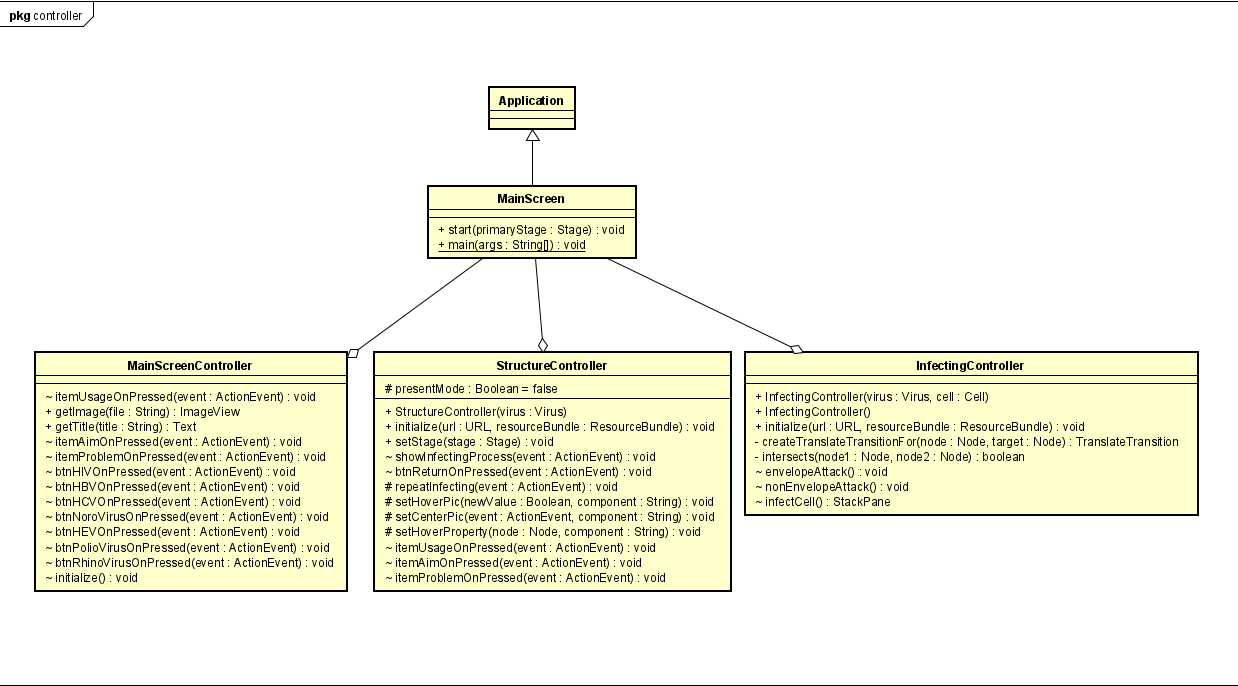 pkg controller
Application
MainScreen
+ start(primaryStage : Stage) : void
+ main(args : String[]) : void
MainScreenController
~ itemUsageOnPressed(event : ActionEvent) : void
+ getImage(file : String) : ImageView
+ getTitle(title : String) : Text
~ itemAimOnPressed(event : ActionEvent) : void
~ itemProblemOnPressed(event : ActionEvent) : void
~ btnHIVOnPressed(event : ActionEvent) : void
~ btnHBVOnPressed(event : ActionEvent) : void
~ btnHCVOnPressed(event : ActionEvent) : void
~ btnNoroVirusOnPressed(event : ActionEvent) : void
~ btnHEVOnPressed(event : ActionEvent) : void
~ btnPolioVirusOnPressed(event : ActionEvent) : void
~ btnRhinoVirusOnPressed(event : ActionEvent) : void
~ initialize() : void
StructureController
# presentMode : Boolean = false
+ StructureController(virus : Virus)
+ initialize(url : URL, resourceBundle : ResourceBundle) : void
+ setStage(stage : Stage) : void
~ showInfectingProcess(event : ActionEvent) : void
~ btnReturnOnPressed(event : ActionEvent) : void
# repeatInfecting(event : ActionEvent) : void
# setHoverPic(newValue : Boolean, component : String) : void
# setCenterPic(event : ActionEvent, component : String) : void
# setHoverProperty(node : Node, component : String) : void
~ itemUsageOnPressed(event : ActionEvent) : void
~ itemAimOnPressed(event : ActionEvent) : void
~ itemProblemOnPressed(event : ActionEvent) : void
InfectingController
+ InfectingController(virus : Virus, cell : Cell)
+ InfectingController()
+ initialize(url : URL, resourceBundle : ResourceBundle) : void
- createTranslateTransitionFor(node : Node, target : Node) : TranslateTransition
- intersects(node1 : Node, node2 : Node) : boolean
~ envelopeAttack() : void
~ nonEnvelopeAttack() : void
~ infectCell() : StackPane